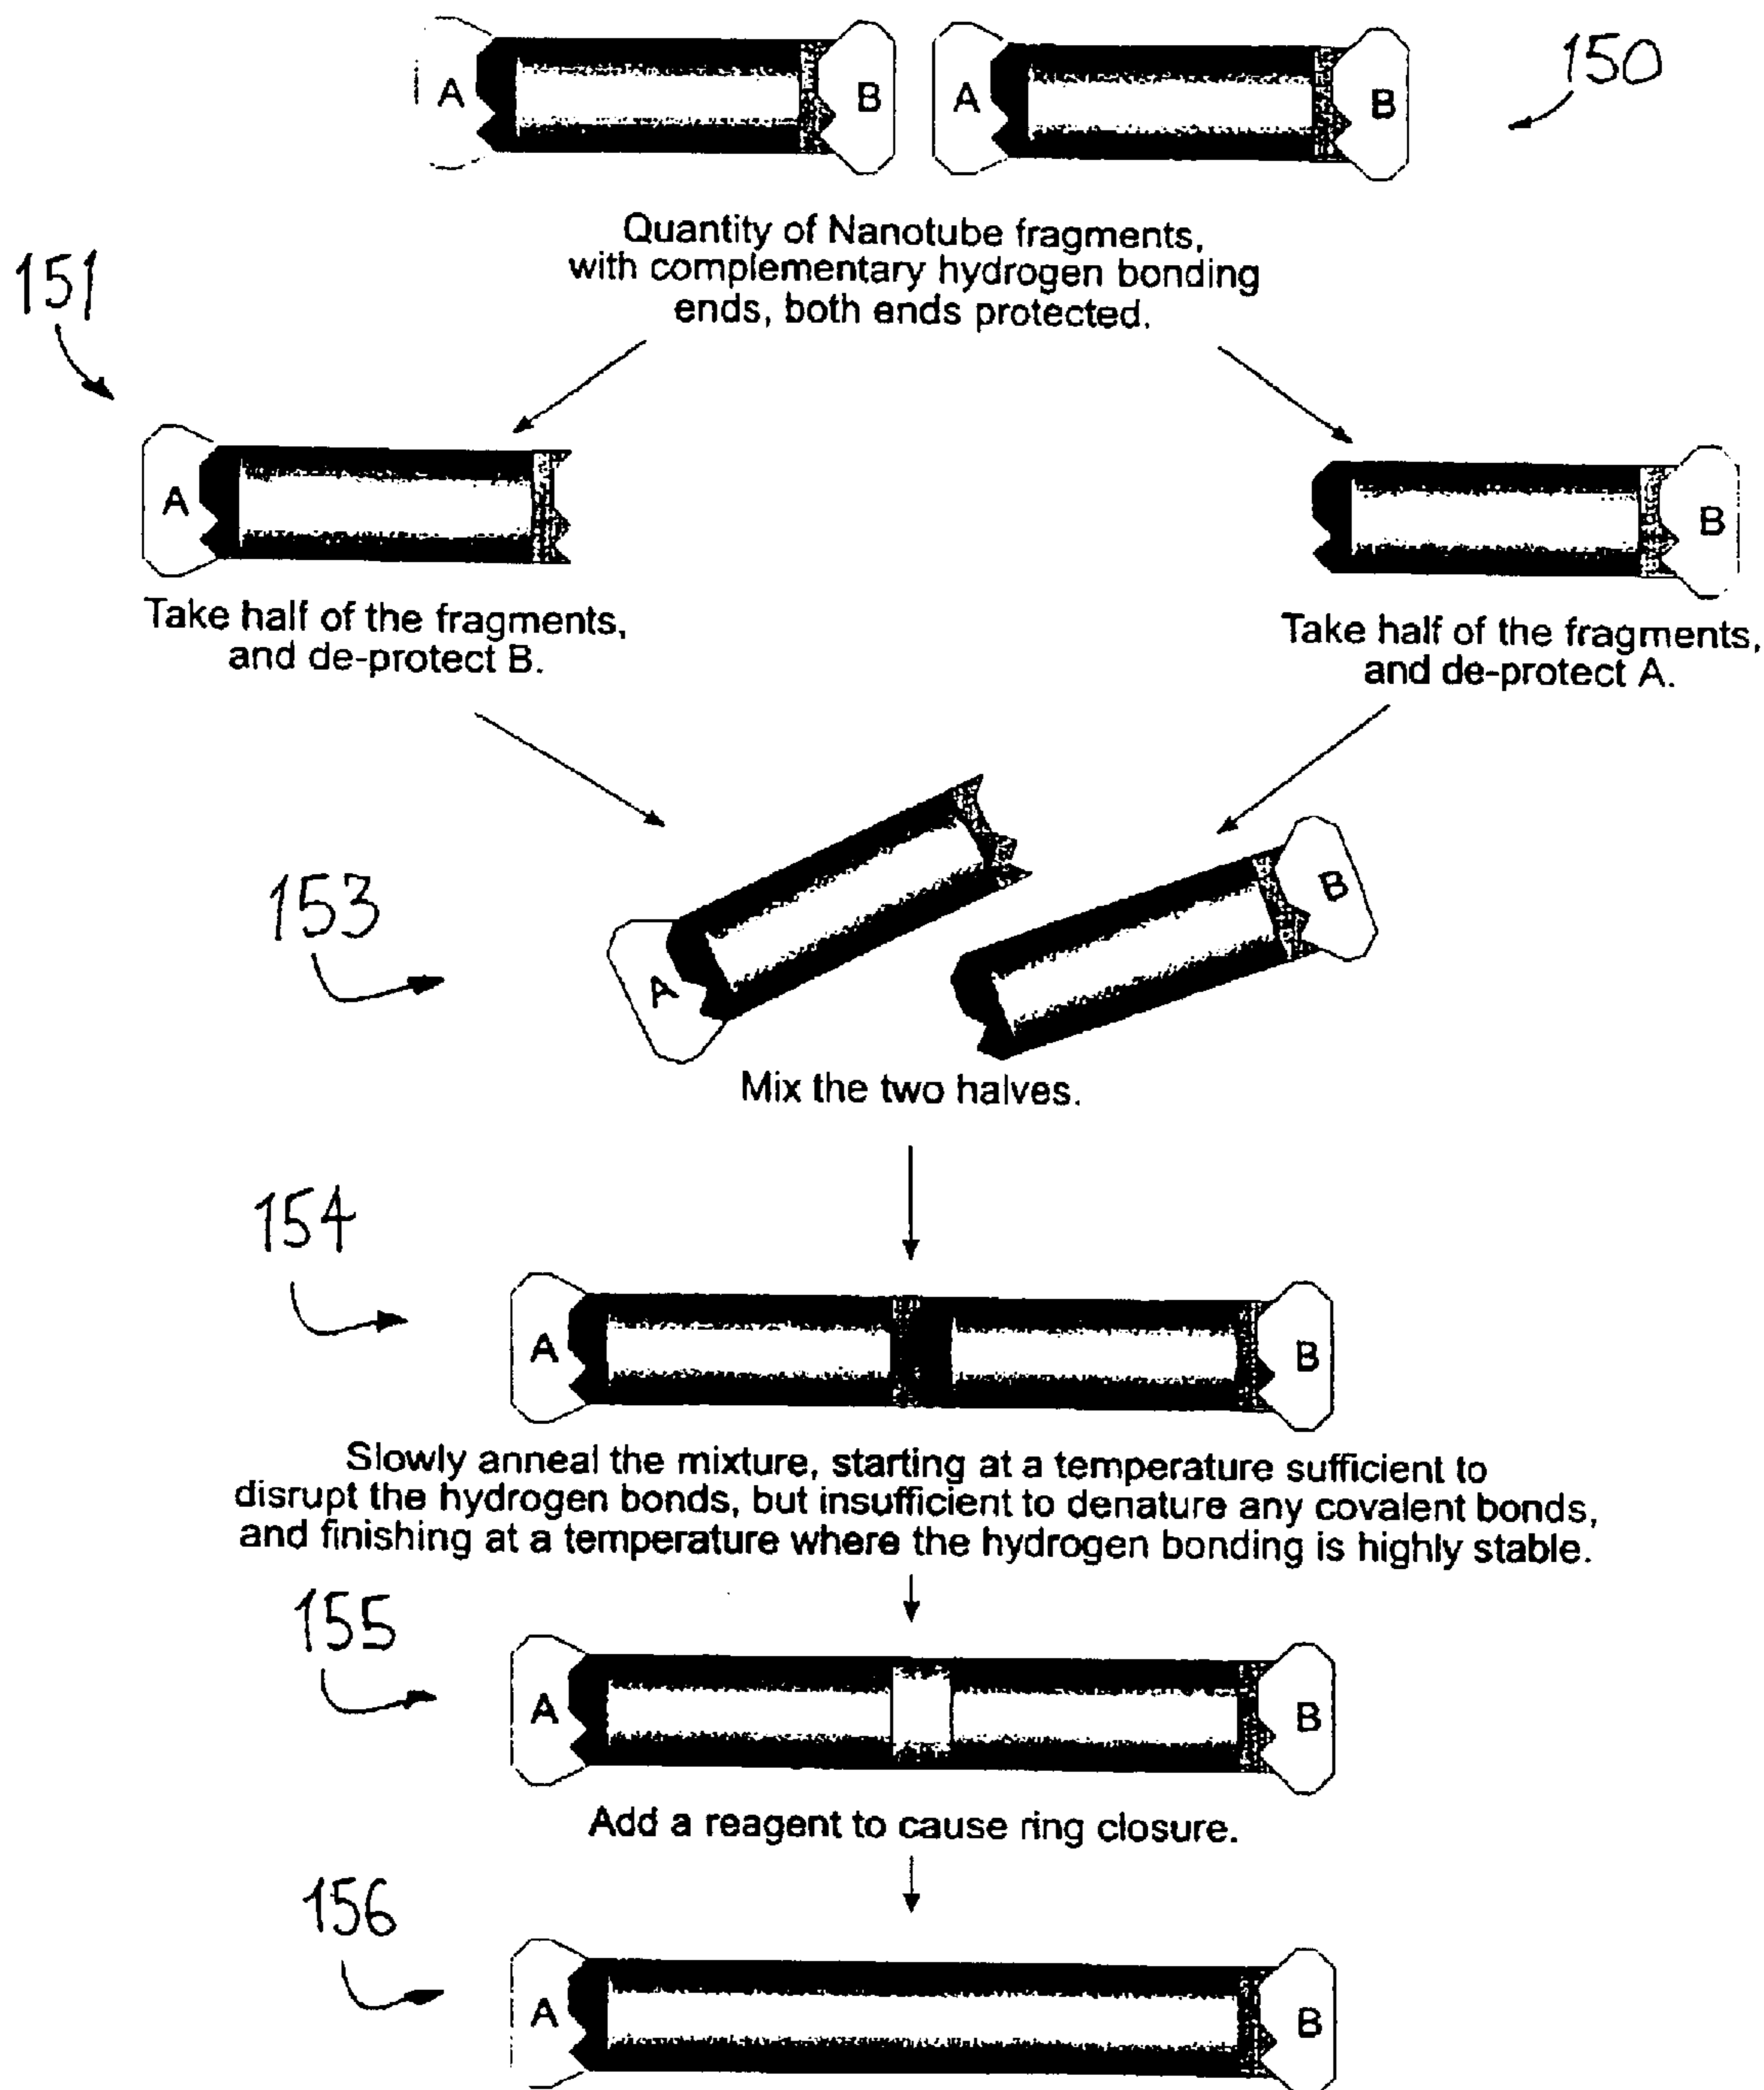 A
B
A
B
150
Quantity of Nanotube fragments,
with complementary hydrogen bonding
ends, both ends protected.
151
A
B
Take half of the fragments,
and de-protect B.
Take half of the fragments,
and de-protect A.
153
A
B
Mix the two halves.
154
A
B
Slowly anneal the mixture, starting at a temperature sufficient to
disrupt the hydrogen bonds, but insufficient to denature any covalent bonds,
and finishing at a temperature where the hydrogen bonding is highly stable.
155
A
B
Add a reagent to cause ring closure.
156
A
B